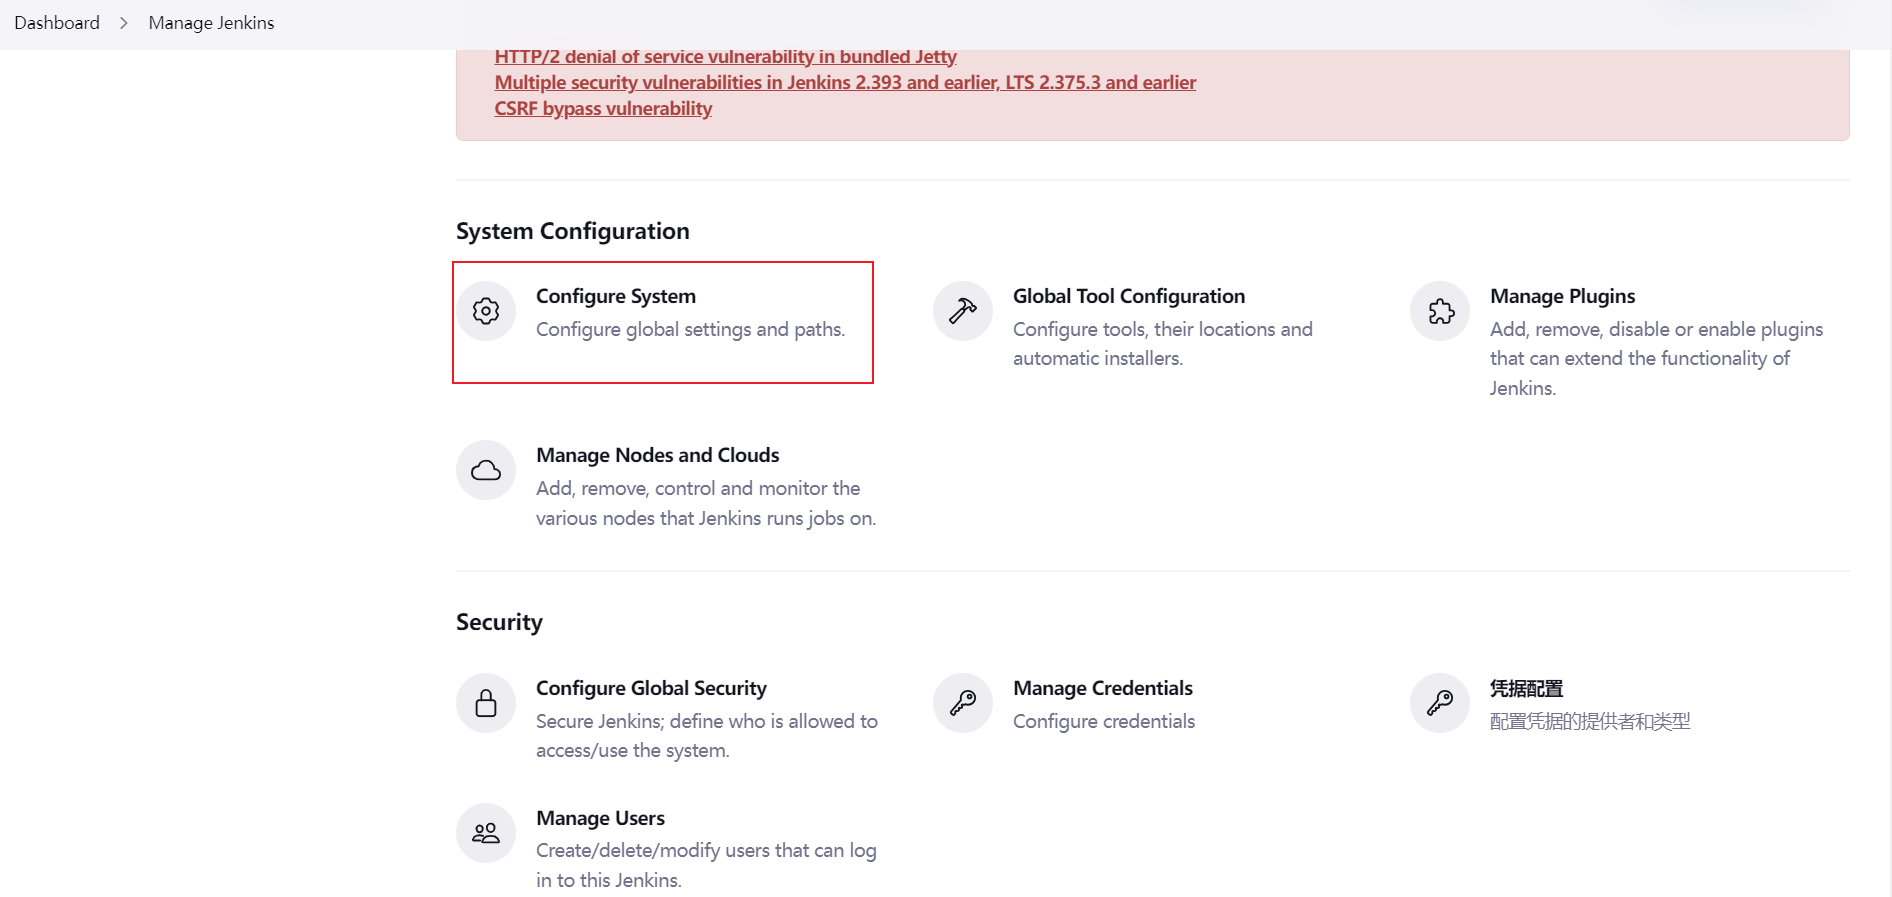 Dashboard > Manage Jenkins
HTTP/2 denial of service vulnerability in bundled Jetty
Multiple security vulnerabilities in Jenkins 2.393 and earlier, LTS 2.375.3 and earlier
CSRF bypass vulnerability
System Configuration
Configure System
Configure global settings and paths.
Global Tool Configuration
Configure tools, their locations and
automatic installers.
Manage Plugins
Add, remove, disable or enable plugins
that can extend the functionality of
Jenkins.
Manage Nodes and Clouds
Add, remove, control and monitor the
various nodes that Jenkins runs jobs on.
Security
Configure Global Security
Secure Jenkins; define who is allowed to
access/use the system.
Manage Credentials
Configure credentials
凭据配置
配置凭据的提供者和类型
Manage Users
Create/delete/modify users that can log
in to this Jenkins.